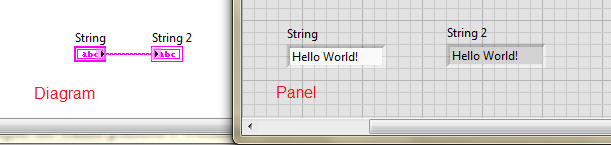 String String 2
abc abc
Diagram
String String 2
Hello World! Hello World!
Panel